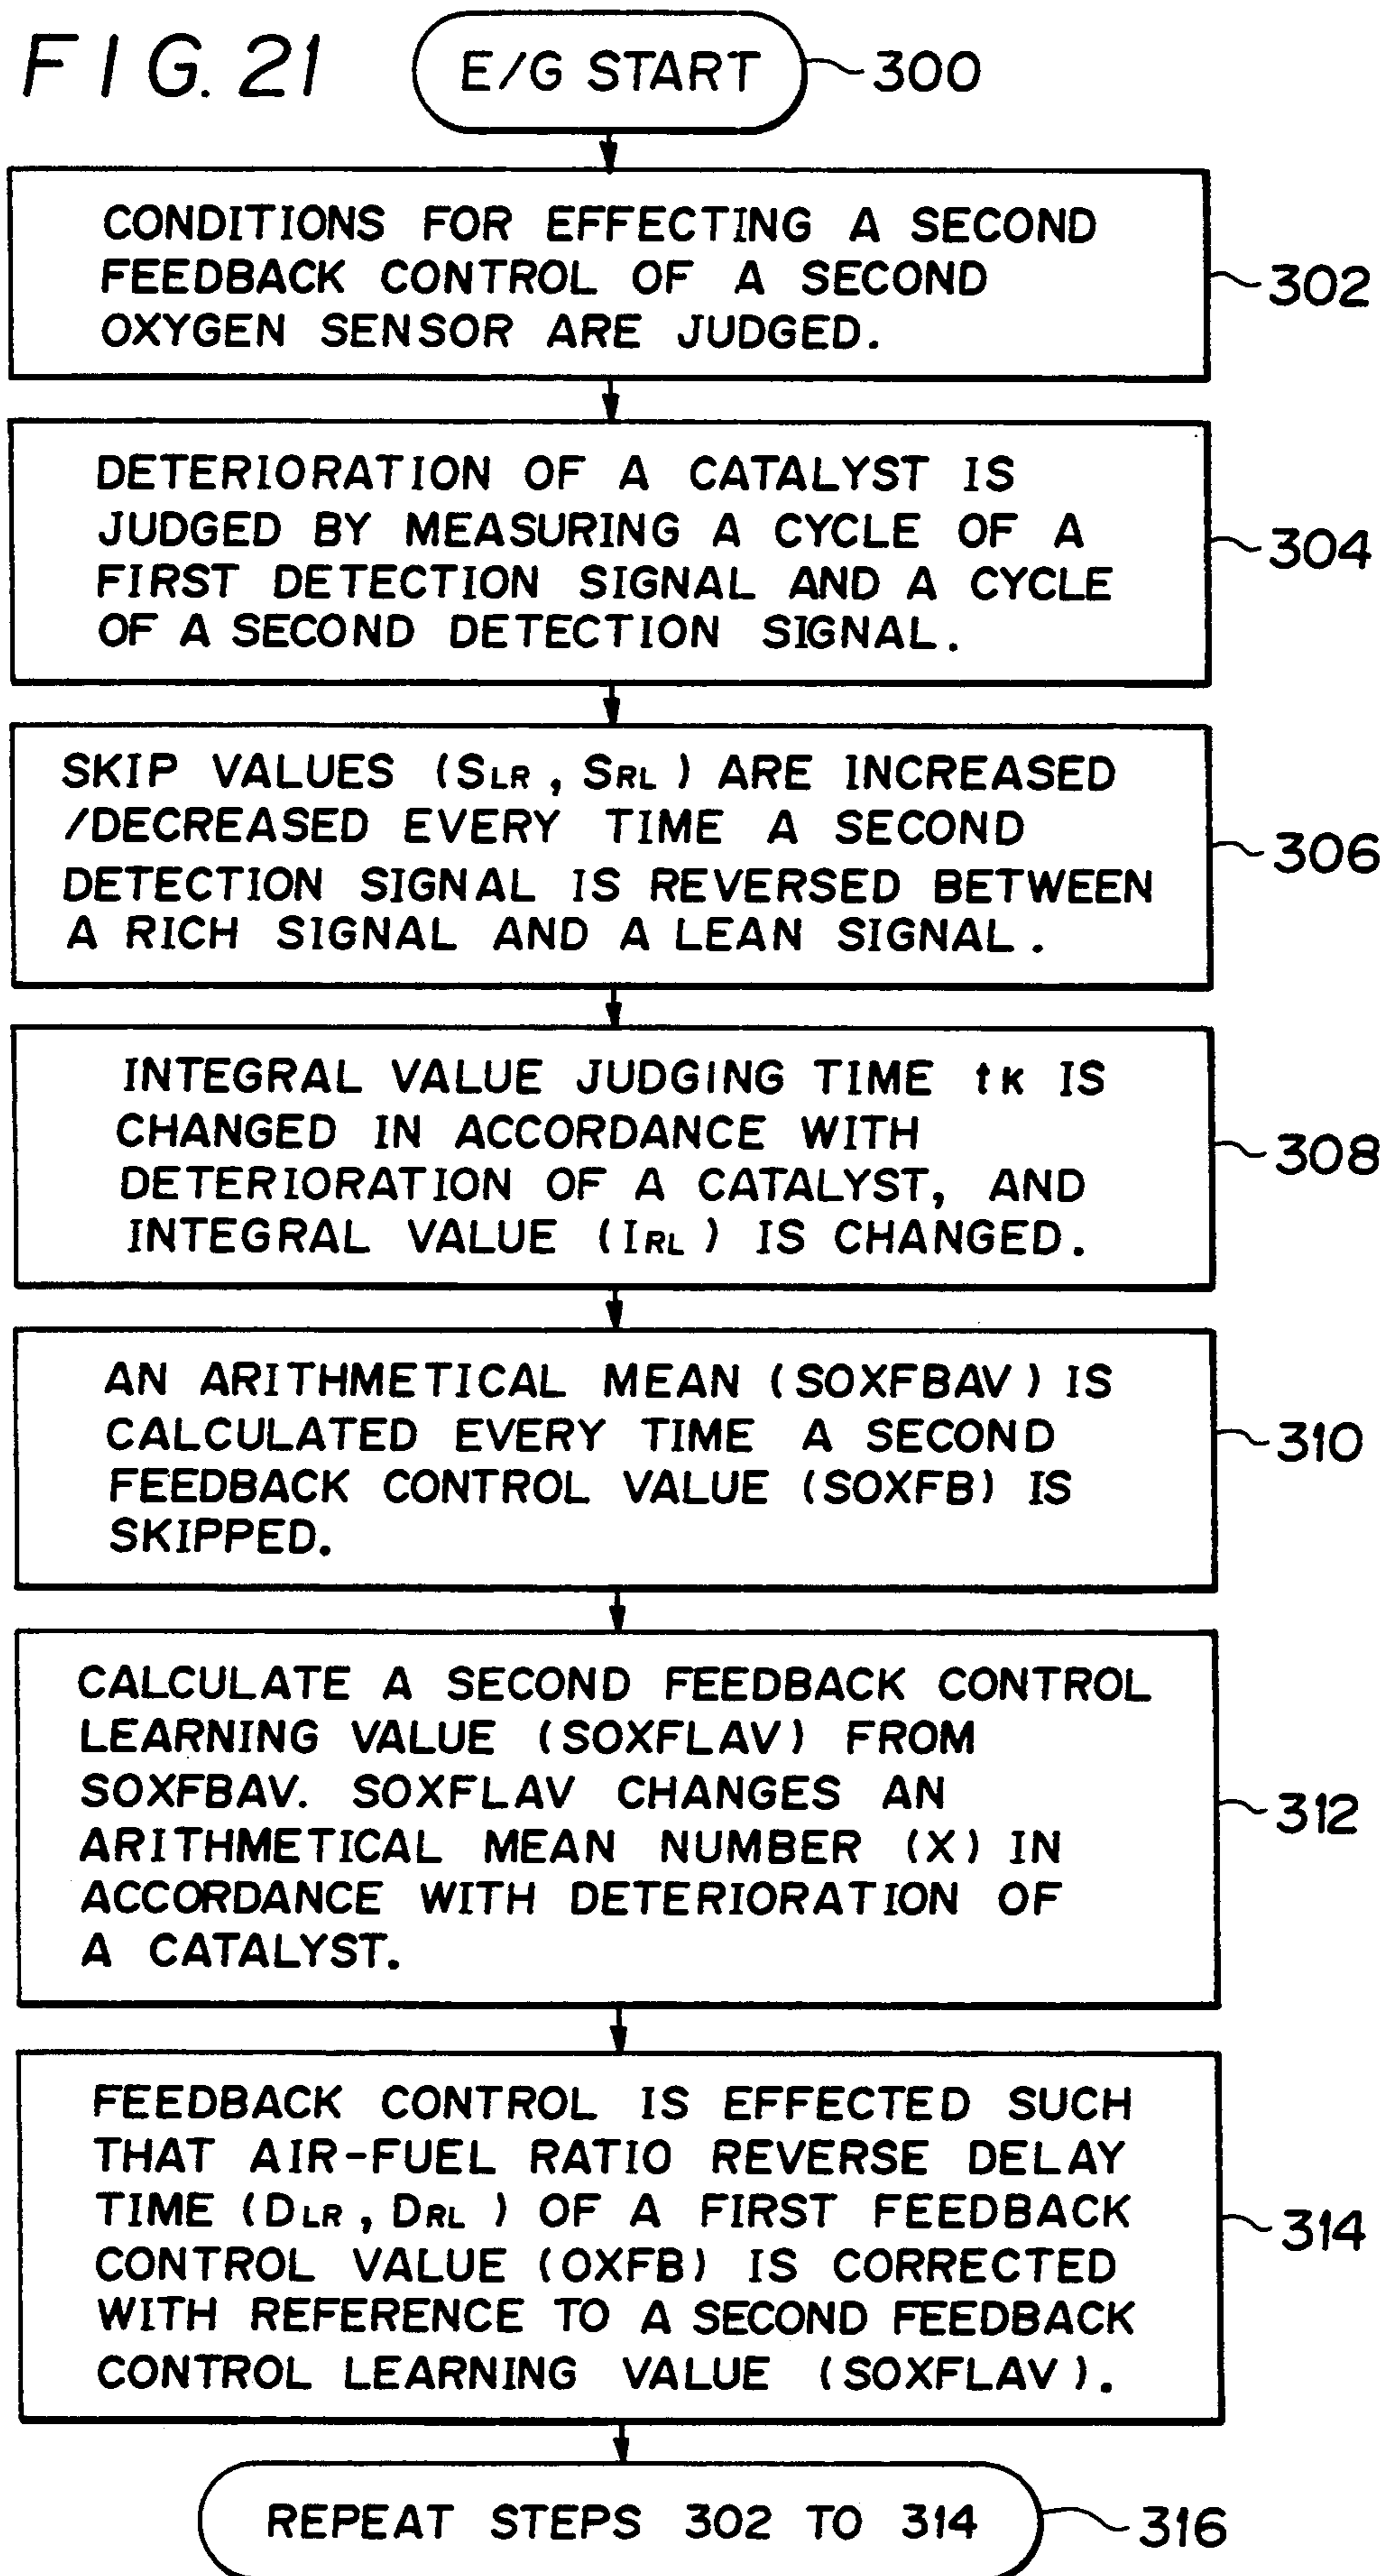 FIG. 21
E/G START
300
CONDITIONS FOR EFFECTING A SECOND
FEEDBACK CONTROL OF A SECOND
OXYGEN SENSOR ARE JUDGED.
302
DETERIORATION OF A CATALYST IS
JUDGED BY MEASURING A CYCLE OF A
FIRST DETECTION SIGNAL AND A CYCLE
OF A SECOND DETECTION SIGNAL.
304
SKIP VALUES (SLR, SRL) ARE INCREASED
/DECREASED EVERY TIME A SECOND
DETECTION SIGNAL IS REVERSED BETWEEN
A RICH SIGNAL AND A LEAN SIGNAL.
306
INTEGRAL VALUE JUDGING TIME tK IS
CHANGED IN ACCORDANCE WITH
DETERIORATION OF A CATALYST, AND
INTEGRAL VALUE (IRL) IS CHANGED.
308
AN ARITHMETICAL MEAN (SOXFBAV) IS
CALCULATED EVERY TIME A SECOND
FEEDBACK CONTROL VALUE (SOXFB) IS
SKIPPED.
310
CALCULATE A SECOND FEEDBACK CONTROL
LEARNING VALUE (SOXFLAV) FROM
SOXFBAV. SOXFLAV CHANGES AN
ARITHMETICAL MEAN NUMBER (X) IN
ACCORDANCE WITH DETERIORATION OF
A CATALYST.
312
FEEDBACK CONTROL IS EFFECTED SUCH
THAT AIR-FUEL RATIO REVERSE DELAY
TIME (DLR, DRL) OF A FIRST FEEDBACK
CONTROL VALUE (OXFB) IS CORRECTED
WITH REFERENCE TO A SECOND FEEDBACK
CONTROL LEARNING VALUE (SOXFLAV).
314
REPEAT STEPS 302 TO 314
316